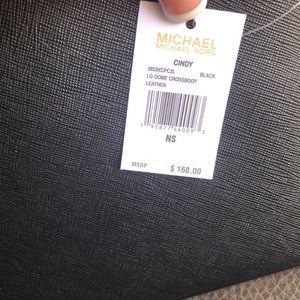 MICHAEL
MICHAEL KORS
CINDY
BLACK
LG DOME CROSSBODY
LEATHER
NS
MSRP $ 168.00